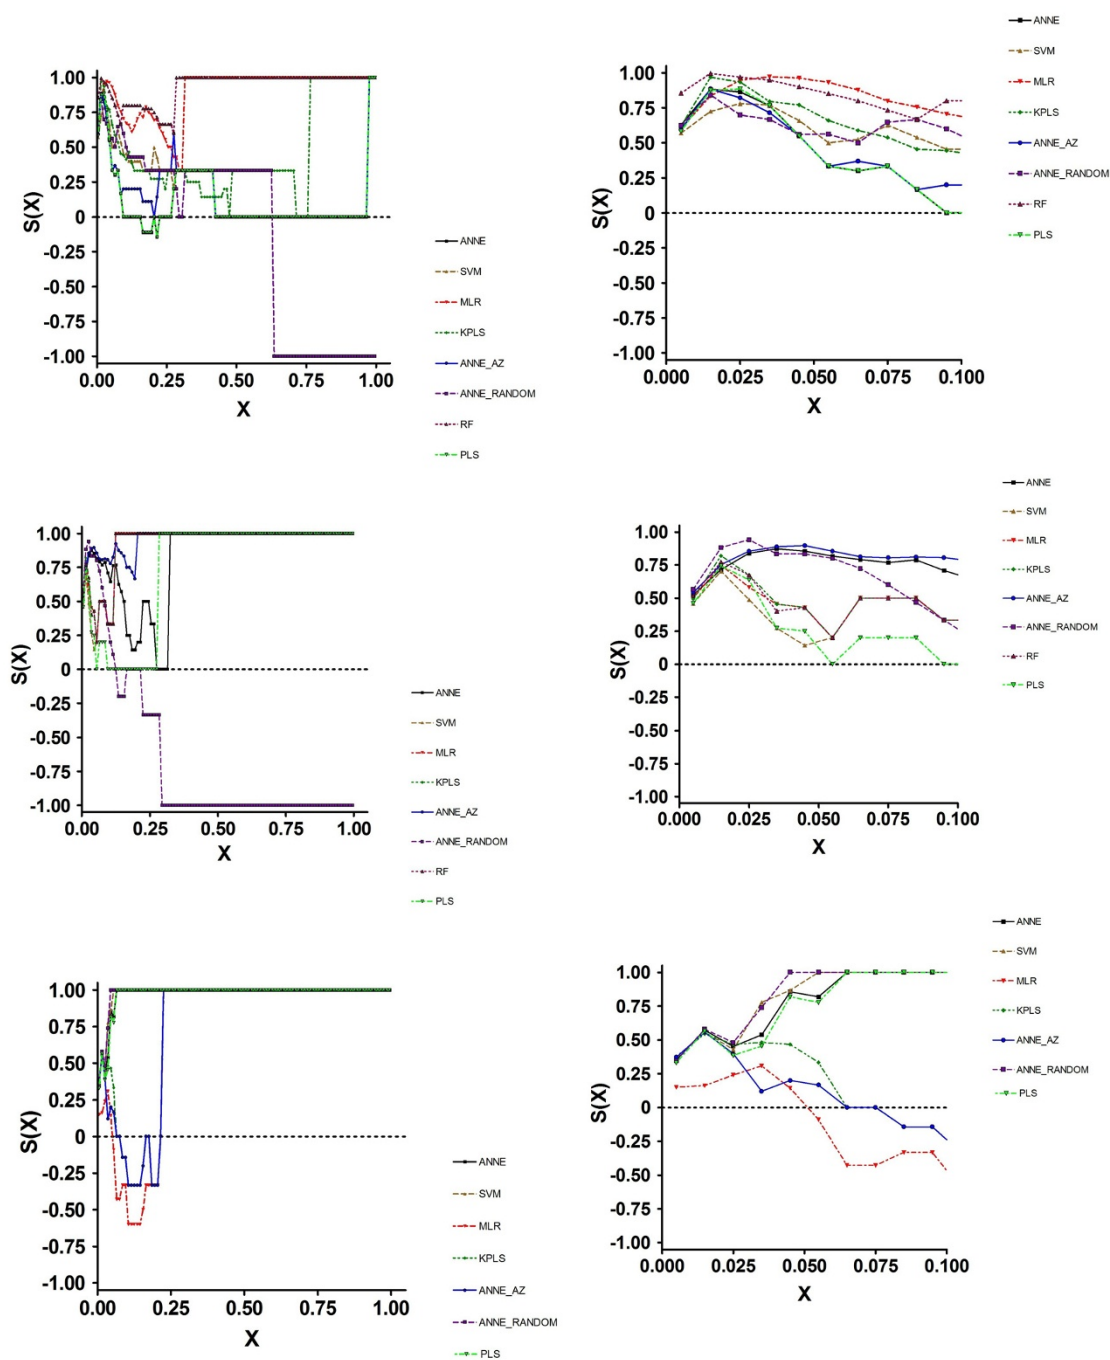 1.00
0.75
0.50
0.25
0
-0.25
-0.50
-0.75
-1.00
S(X)
0.00
0.25
0.50
0.75
1.00
X
ANNE
SVM
MLR
KPLS
ANNE_AZ
ANNE_RANDOM
RF
PLS
1.00
0.75
0.50
0.25
0
-0.25
-0.50
-0.75
-1.00
S(X)
0.000
0.025
0.050
0.075
0.100
X
ANNE
SVM
MLR
KPLS
ANNE_AZ
ANNE_RANDOM
RF
PLS
1.00
0.75
0.50
0.25
0
-0.25
-0.50
-0.75
-1.00
S(X)
0.00
0.25
0.50
0.75
1.00
X
ANNE
SVM
MLR
KPLS
ANNE_AZ
ANNE_RANDOM
RF
PLS
1.00
0.75
0.50
0.25
0
-0.25
-0.50
-0.75
-1.00
S(X)
0.000
0.025
0.050
0.075
0.100
X
ANNE
SVM
MLR
KPLS
ANNE_AZ
ANNE_RANDOM
RF
PLS
1.00
0.75
0.50
0.25
0
-0.25
-0.50
-0.75
-1.00
S(X)
0.00
0.25
0.50
0.75
1.00
X
ANNE
SVM
MLR
KPLS
ANNE_AZ
ANNE_RANDOM
PLS
1.00
0.75
0.50
0.25
0
-0.25
-0.50
-0.75
-1.00
S(X)
0.000
0.025
0.050
0.075
0.100
X
ANNE
SVM
MLR
KPLS
ANNE_AZ
ANNE_RANDOM
PLS